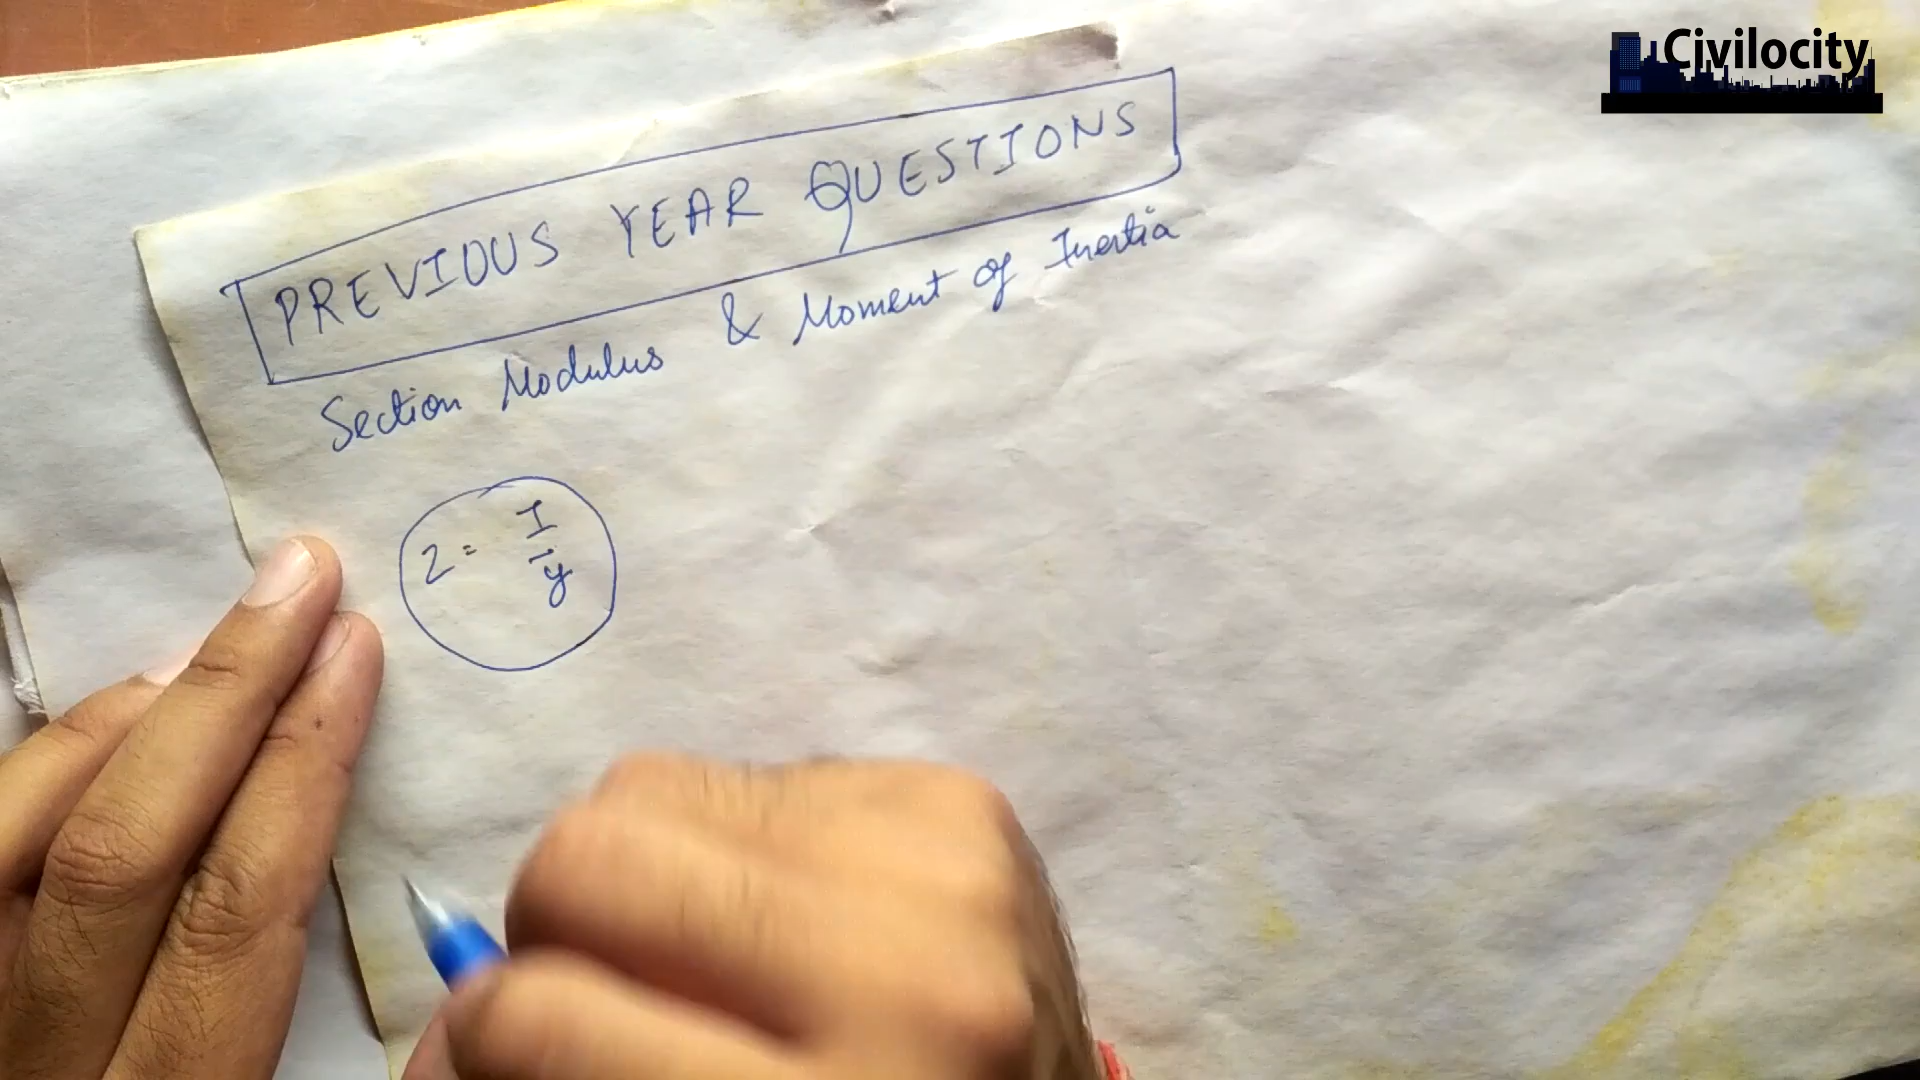 Civilocity
PREVIOUS YEAR QUESTIONS
Section Modulus & Moment of Inertia
Z = I/y